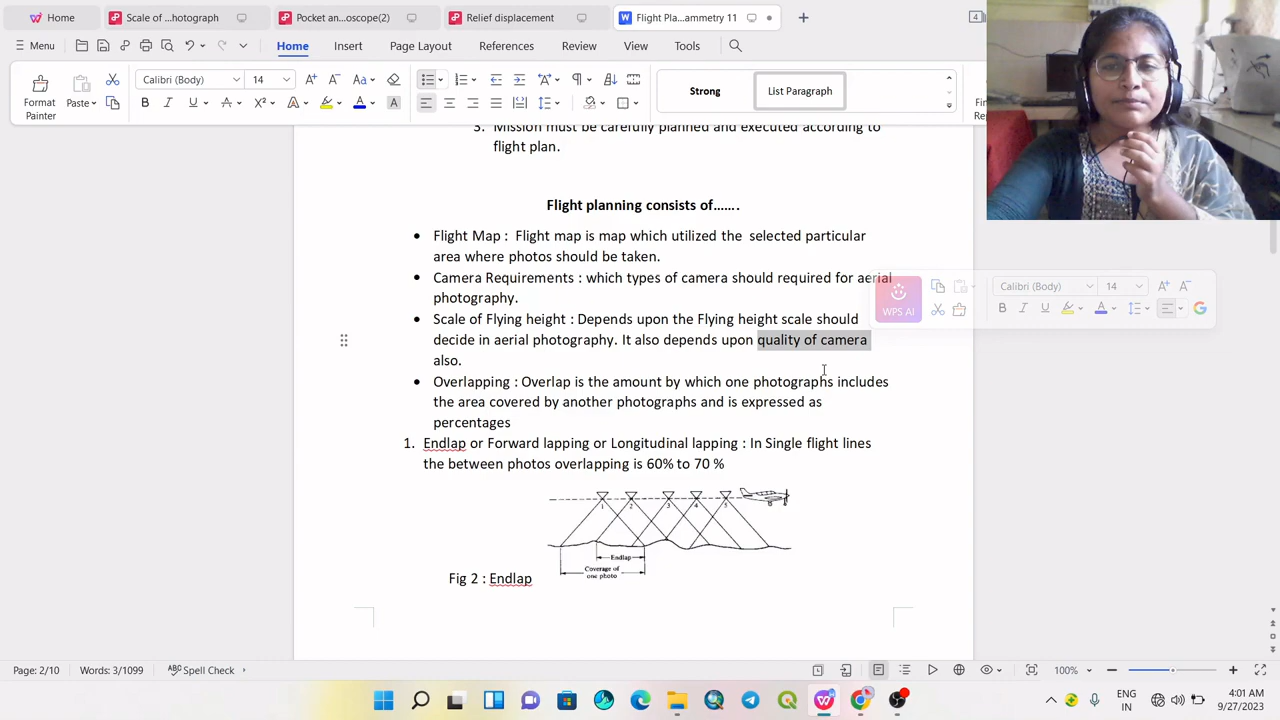 Home
Scale of ...hotograph
Pocket an...oscope(2)
Relief displacement
Flight Pla...ammetry 11
4
Menu
Home
Insert
Page Layout
References
Review
View
Tools
Format
Painter
Paste
Calibri (Body)
14
Strong
List Paragraph
3. Mission must be carefully planned and executed according to
flight plan.
Flight planning consists of.......
• Flight Map : Flight map is map which utilized the selected particular
area where photos should be taken.
• Camera Requirements : which types of camera should required for aerial
photography.
• Scale of Flying height : Depends upon the Flying height scale should
decide in aerial photography. It also depends upon quality of camera
also.
• Overlapping : Overlap is the amount by which one photographs includes
the area covered by another photographs and is expressed as
percentages
1. Endlap or Forward lapping or Longitudinal lapping : In Single flight lines
the between photos overlapping is 60% to 70 %
1 2 3 4 5
Endlap
Coverage of
one photo
Fig 2 : Endlap
WPS AI
Calibri (Body)
14
Page: 2/10
Words: 3/1099
Spell Check
100%
ENG
IN
4:01 AM
9/27/2023